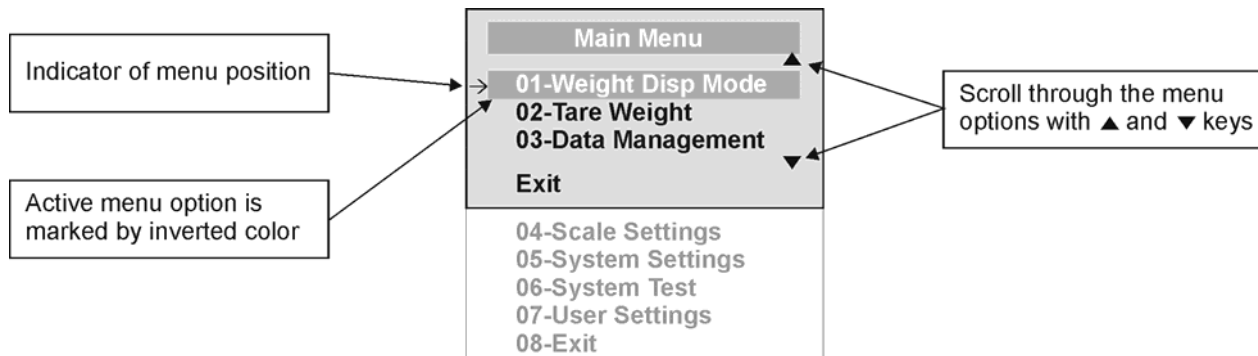 Main Menu
Indicator of menu position
01-Weight Disp Mode
02-Tare Weight
03-Data Management
Exit
Scroll through the menu
options with ▲ and ▼ keys
Active menu option is
marked by inverted color
04-Scale Settings
05-System Settings
06-System Test
07-User Settings
08-Exit